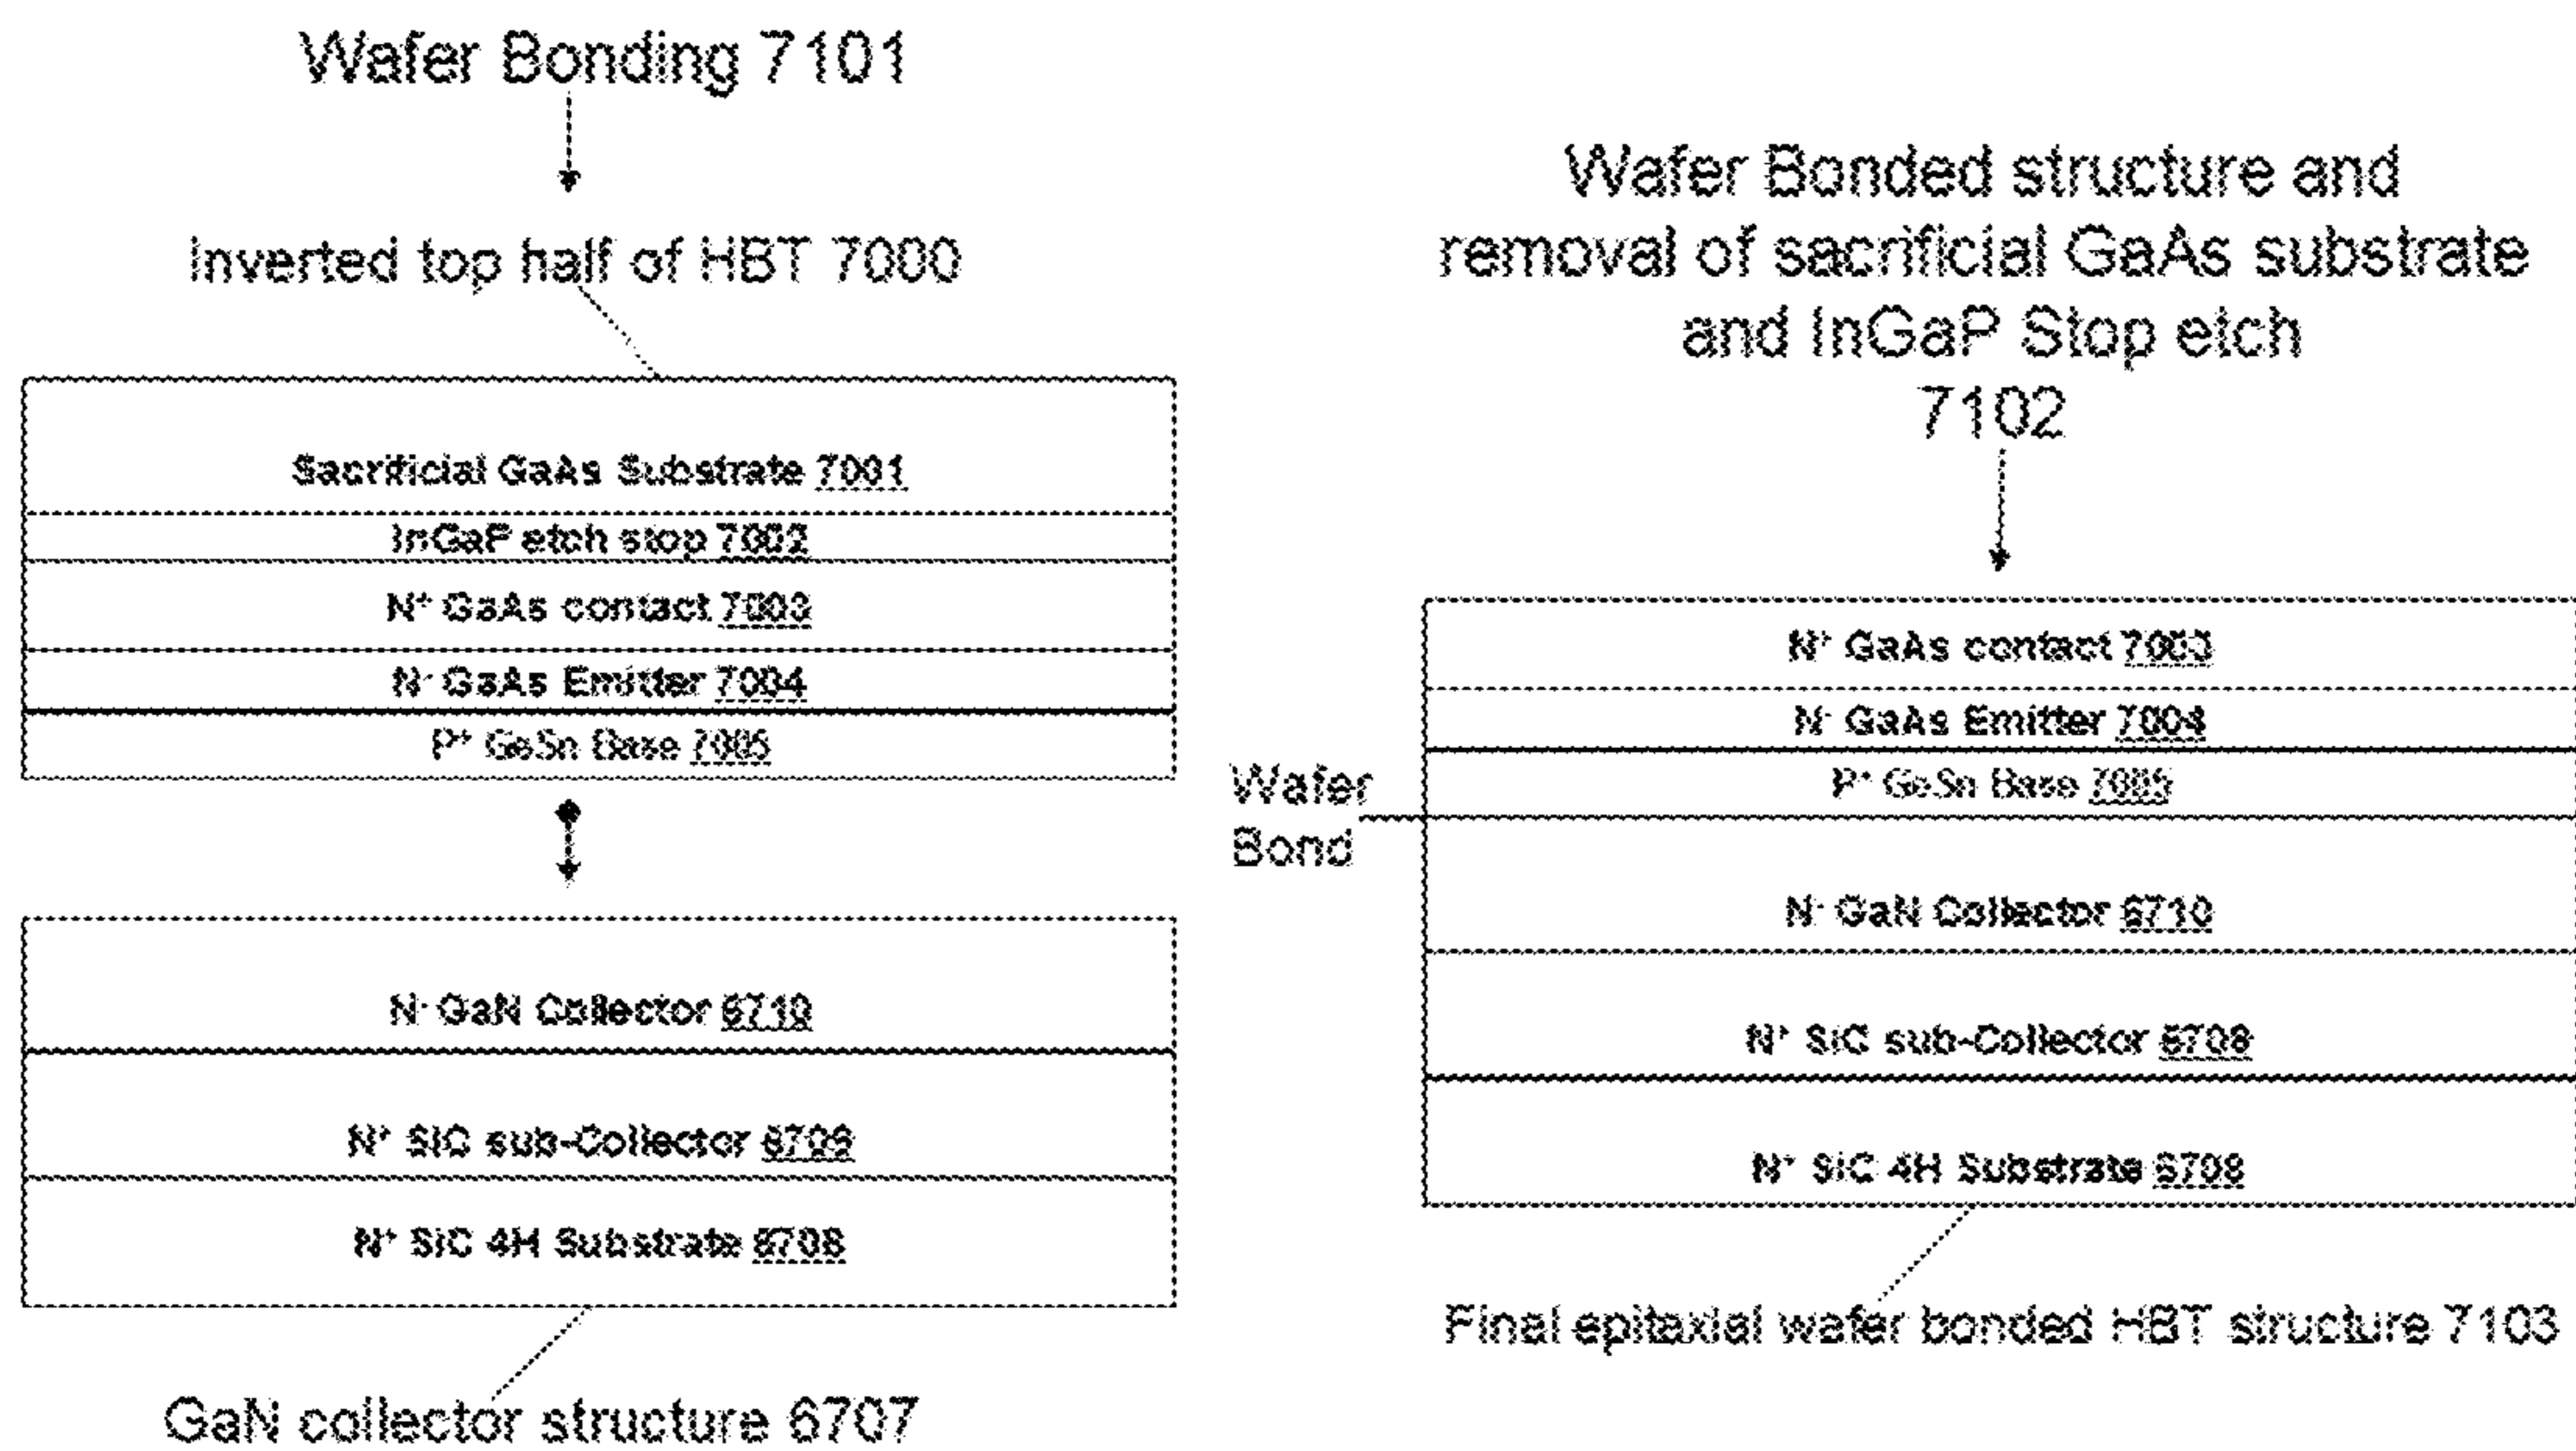 Wafer Bonding 7101
Inverted top half of HBT 7000
Sacrificial GaAs Substrate 7001
InGaP etch stop 7002
N⁺ GaAs contact 7003
N⁻ GaAs Emitter 7004
P⁺ GeSn Base 7005
N⁻ GaN Collector 6710
N⁺ SiC sub-Collector 6709
N⁺ SiC 4H Substrate 6708
GaN collector structure 6707
Wafer Bonded structure and
removal of sacrificial GaAs substrate
and InGaP Stop etch
7102
N⁺ GaAs contact 7003
N⁻ GaAs Emitter 7004
P⁺ GeSn Base 7005
Wafer
Bond
N⁻ GaN Collector 6710
N⁺ SiC sub-Collector 6709
N⁺ SiC 4H Substrate 6708
Final epitaxial wafer bonded HBT structure 7103